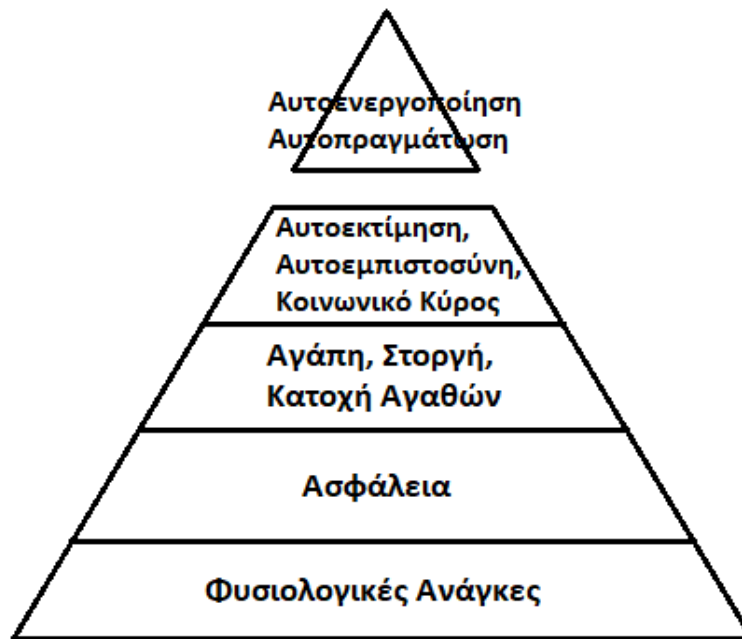 Αυτοενεργοποίηση
Αυτοπραγμάτωση
Αυτοεκτίμηση,
Αυτοεμπιστοσύνη,
Κοινωνικό Κύρος
Αγάπη, Στοργή,
Κατοχή Αγαθών
Ασφάλεια
Φυσιολογικές Ανάγκες